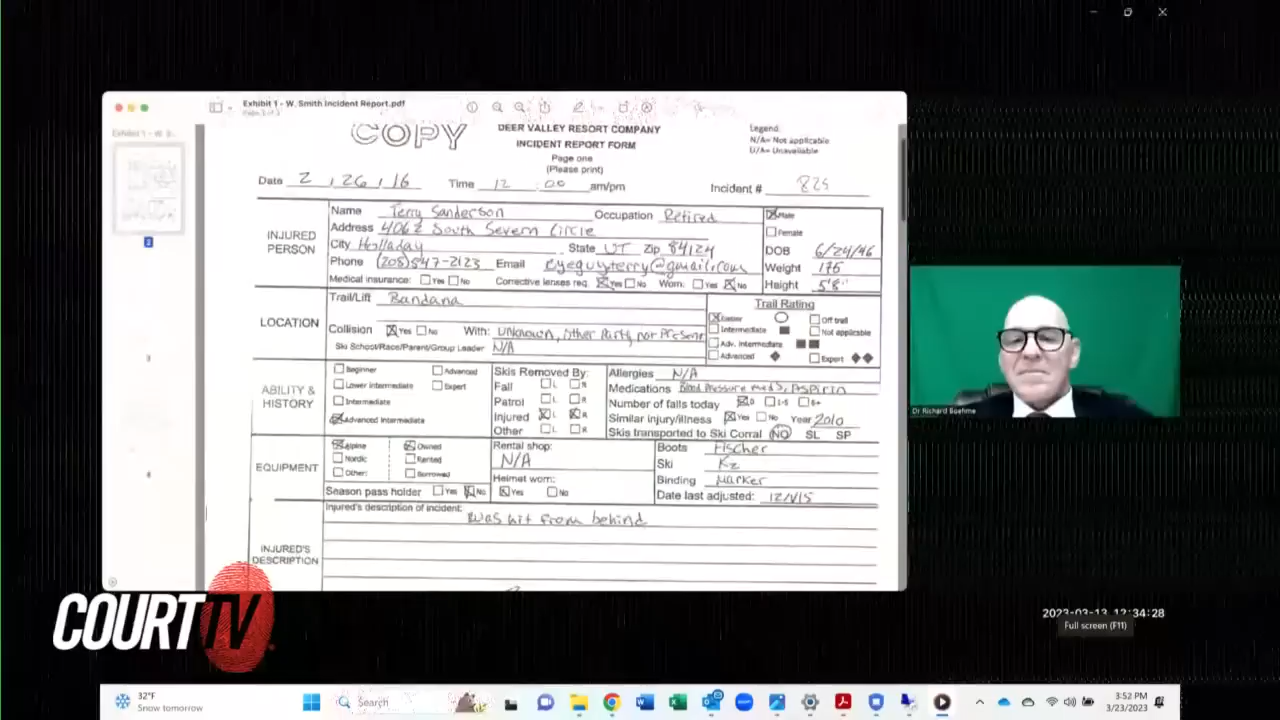 Exhibit 1 - W. Smith Incident Report.pdf
Exhibit 1 - W. S...
COPY
DEER VALLEY RESORT COMPANY
INCIDENT REPORT FORM
Page one
(Please print)
Legend:
N/A= Not applicable
U/A= Unavailable
Date 2 , 26 , 16 Time 12 : 00 am/pm Incident # 825
INJURED PERSON
Name Terry Sanderson Occupation Retired
Address 4062 South Severn Circle
City Holladay State UT Zip 84124
Phone (208) 547-2123 Email eyeguyterry@gmail.com
Medical insurance: Yes No Corrective lenses req. Yes No Worn: Yes No
Male
Female
DOB 6/24/46
Weight 175
Height 5'8"
LOCATION
Trail/Lift Bandana
Collision Yes No With: Unknown, other Party not Present
Ski School/Race/Parent/Group Leader N/A
Trail Rating
Easier Off trail
Intermediate Not applicable
Adv. Intermediate
Advanced Expert
ABILITY & HISTORY
Beginner Advanced
Lower Intermediate Expert
Intermediate
Advanced Intermediate
Skis Removed By:
Fall L R
Patrol L R
Injured L R
Other L R
Allergies N/A
Medications Blood Pressure meds, Aspirin
Number of falls today 0 1-5 6+
Similar injury/illness Yes No Year 2010
Skis transported to Ski Corral NO SL SP
EQUIPMENT
Alpine Owned
Nordic Rented
Other: Borrowed
Season pass holder Yes No
Rental shop:
N/A
Helmet worn:
Yes No
Boots Fischer
Ski K2
Binding Marker
Date last adjusted: 12/1/15
INJURED'S DESCRIPTION
Injured's description of incident:
Was hit from behind
2
3
4
Dr Richard Boehme
COURT TV
2023-03-13 12:34:28
Full screen (F11)
32°F
Snow tomorrow
Search
3:52 PM
3/23/2023